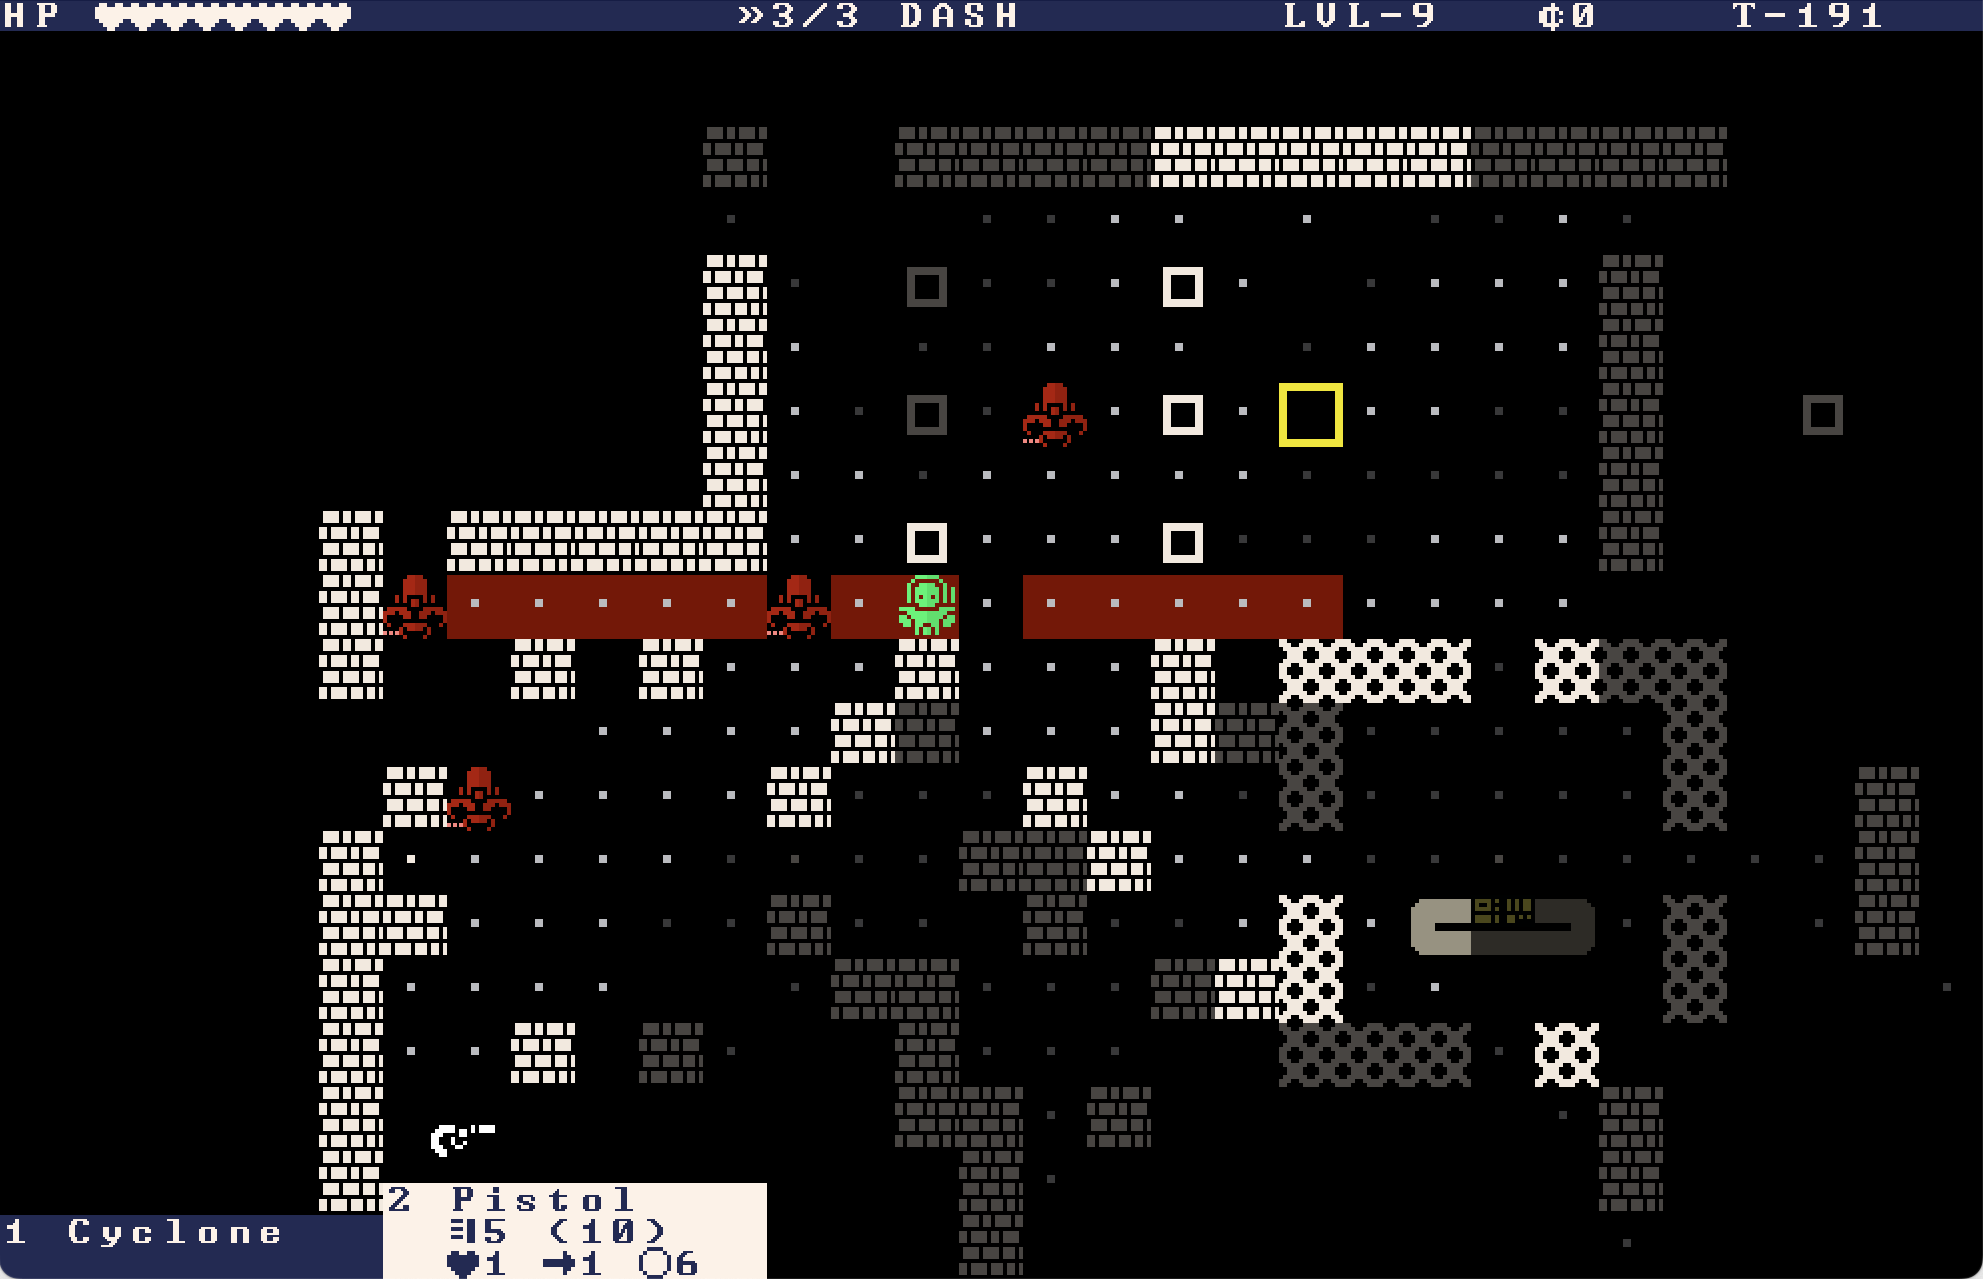 HP »3/3 DASH LVL-9 ¢0 T-191
2 Pistol
5 (10)
1 Cyclone
♥1 →1 ○6